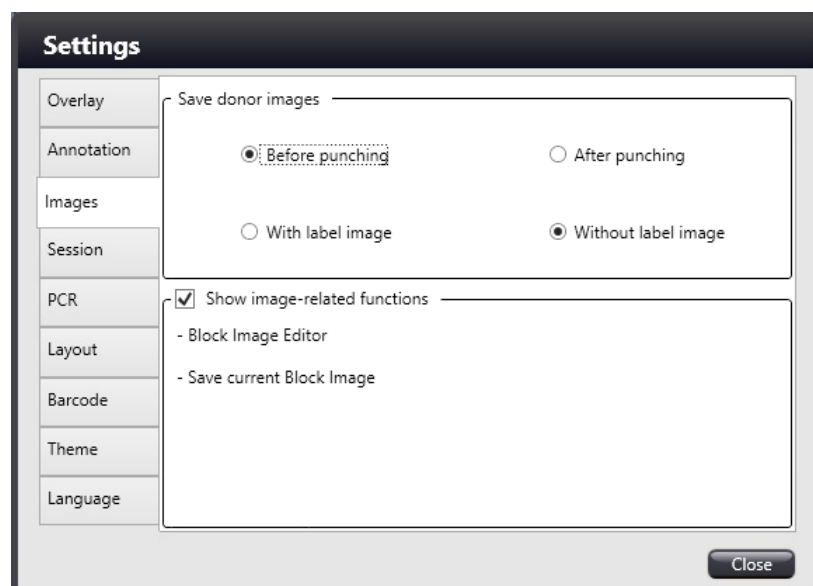 Settings
Overlay
Annotation
Images
Session
PCR
Layout
Barcode
Theme
Language
Save donor images
Before punching
After punching
With label image
Without label image
Show image-related functions
- Block Image Editor
- Save current Block Image
Close